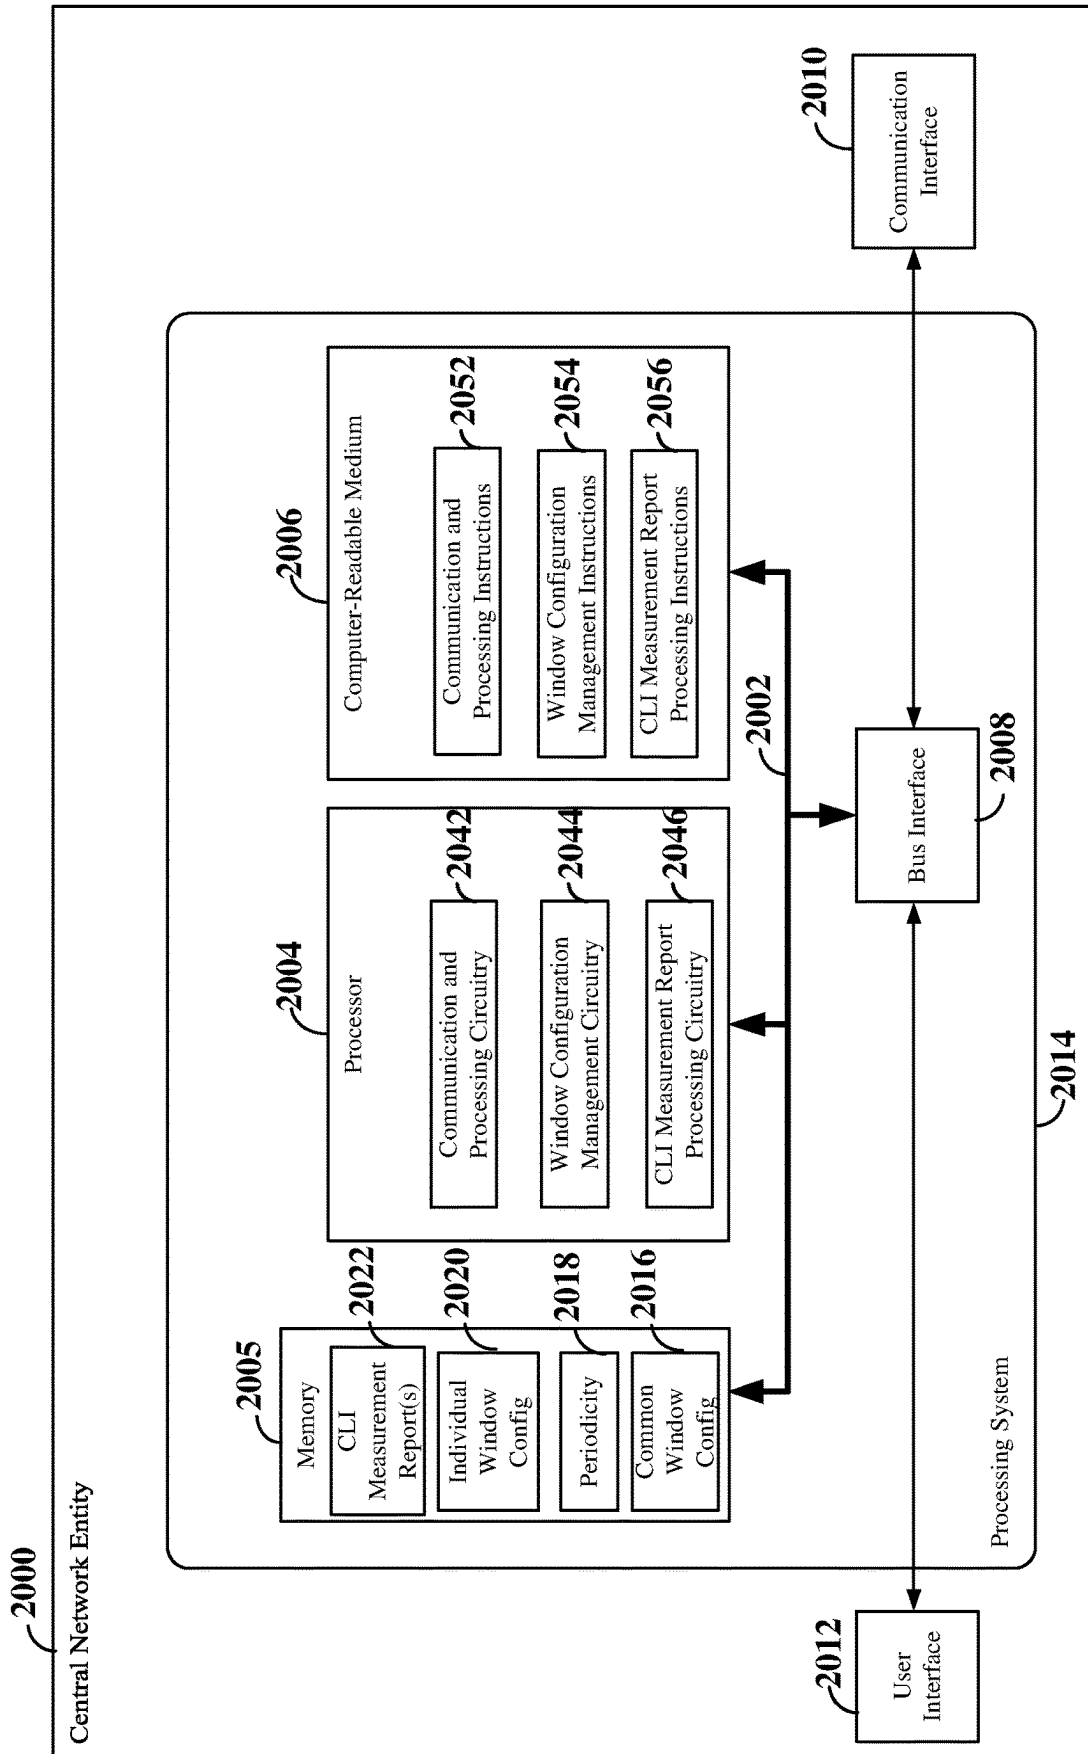 2000
Central Network Entity
2005
Memory
CLI
Measurement
Report(s)
2022
Individual
Window
Config
2020
Periodicity
2018
Common
Window
Config
2016
2004
Processor
Communication and
Processing Circuitry
2042
Window Configuration
Management Circuitry
2044
CLI Measurement Report
Processing Circuitry
2046
2006
Computer-Readable Medium
Communication and
Processing Instructions
2052
Window Configuration
Management Instructions
2054
CLI Measurement Report
Processing Instructions
2056
2002
2012
User
Interface
Bus Interface
2008
2010
Communication
Interface
Processing System
2014